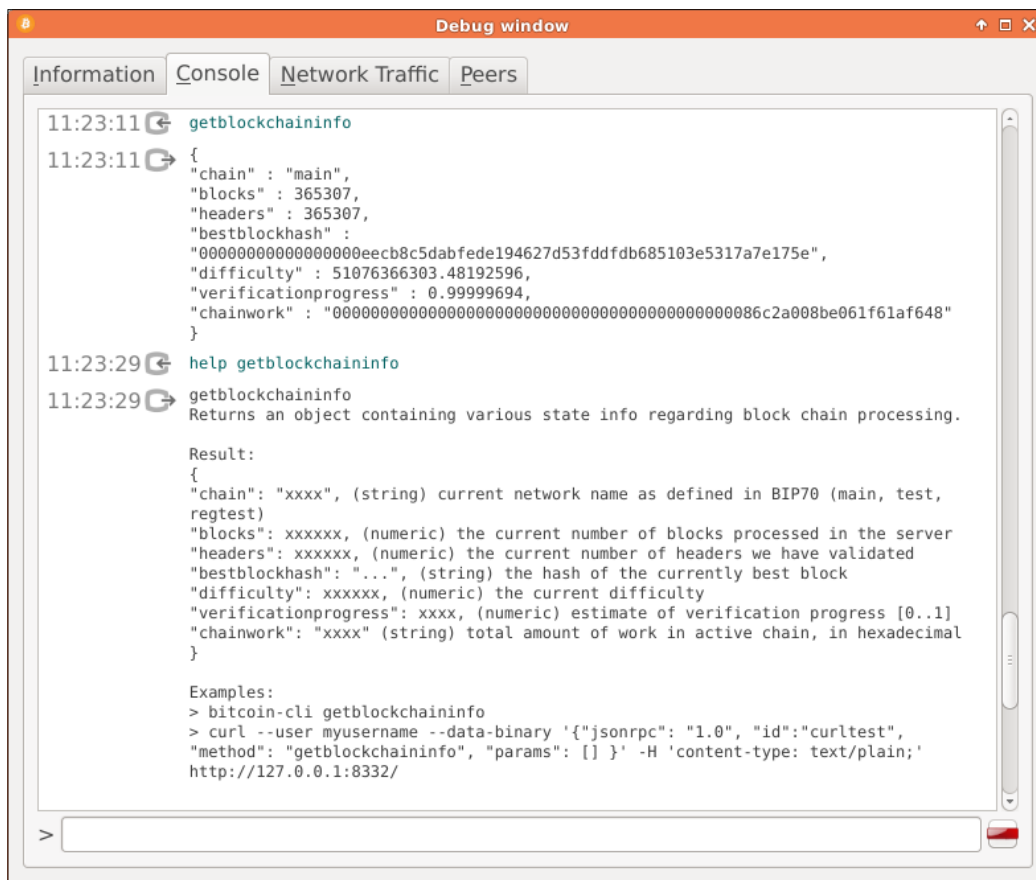 Debug window
Information Console Network Traffic Peers
11:23:11 getblockchaininfo
11:23:11 {
"chain" : "main",
"blocks" : 365307,
"headers" : 365307,
"bestblockhash" :
"00000000000000000eecb8c5dabfede194627d53fddfdb685103e5317a7e175e",
"difficulty" : 51076366303.48192596,
"verificationprogress" : 0.99999694,
"chainwork" : "00000000000000000000000000000000000000000000086c2a008be061f61af648"
}
11:23:29 help getblockchaininfo
11:23:29 getblockchaininfo
Returns an object containing various state info regarding block chain processing.
Result:
{
"chain": "xxxx", (string) current network name as defined in BIP70 (main, test,
regtest)
"blocks": xxxxxx, (numeric) the current number of blocks processed in the server
"headers": xxxxxx, (numeric) the current number of headers we have validated
"bestblockhash": "...", (string) the hash of the currently best block
"difficulty": xxxxxx, (numeric) the current difficulty
"verificationprogress": xxxx, (numeric) estimate of verification progress [0..1]
"chainwork": "xxxx" (string) total amount of work in active chain, in hexadecimal
}
Examples:
> bitcoin-cli getblockchaininfo
> curl --user myusername --data-binary '{"jsonrpc": "1.0", "id":"curltest",
"method": "getblockchaininfo", "params": [] }' -H 'content-type: text/plain;'
http://127.0.0.1:8332/
>